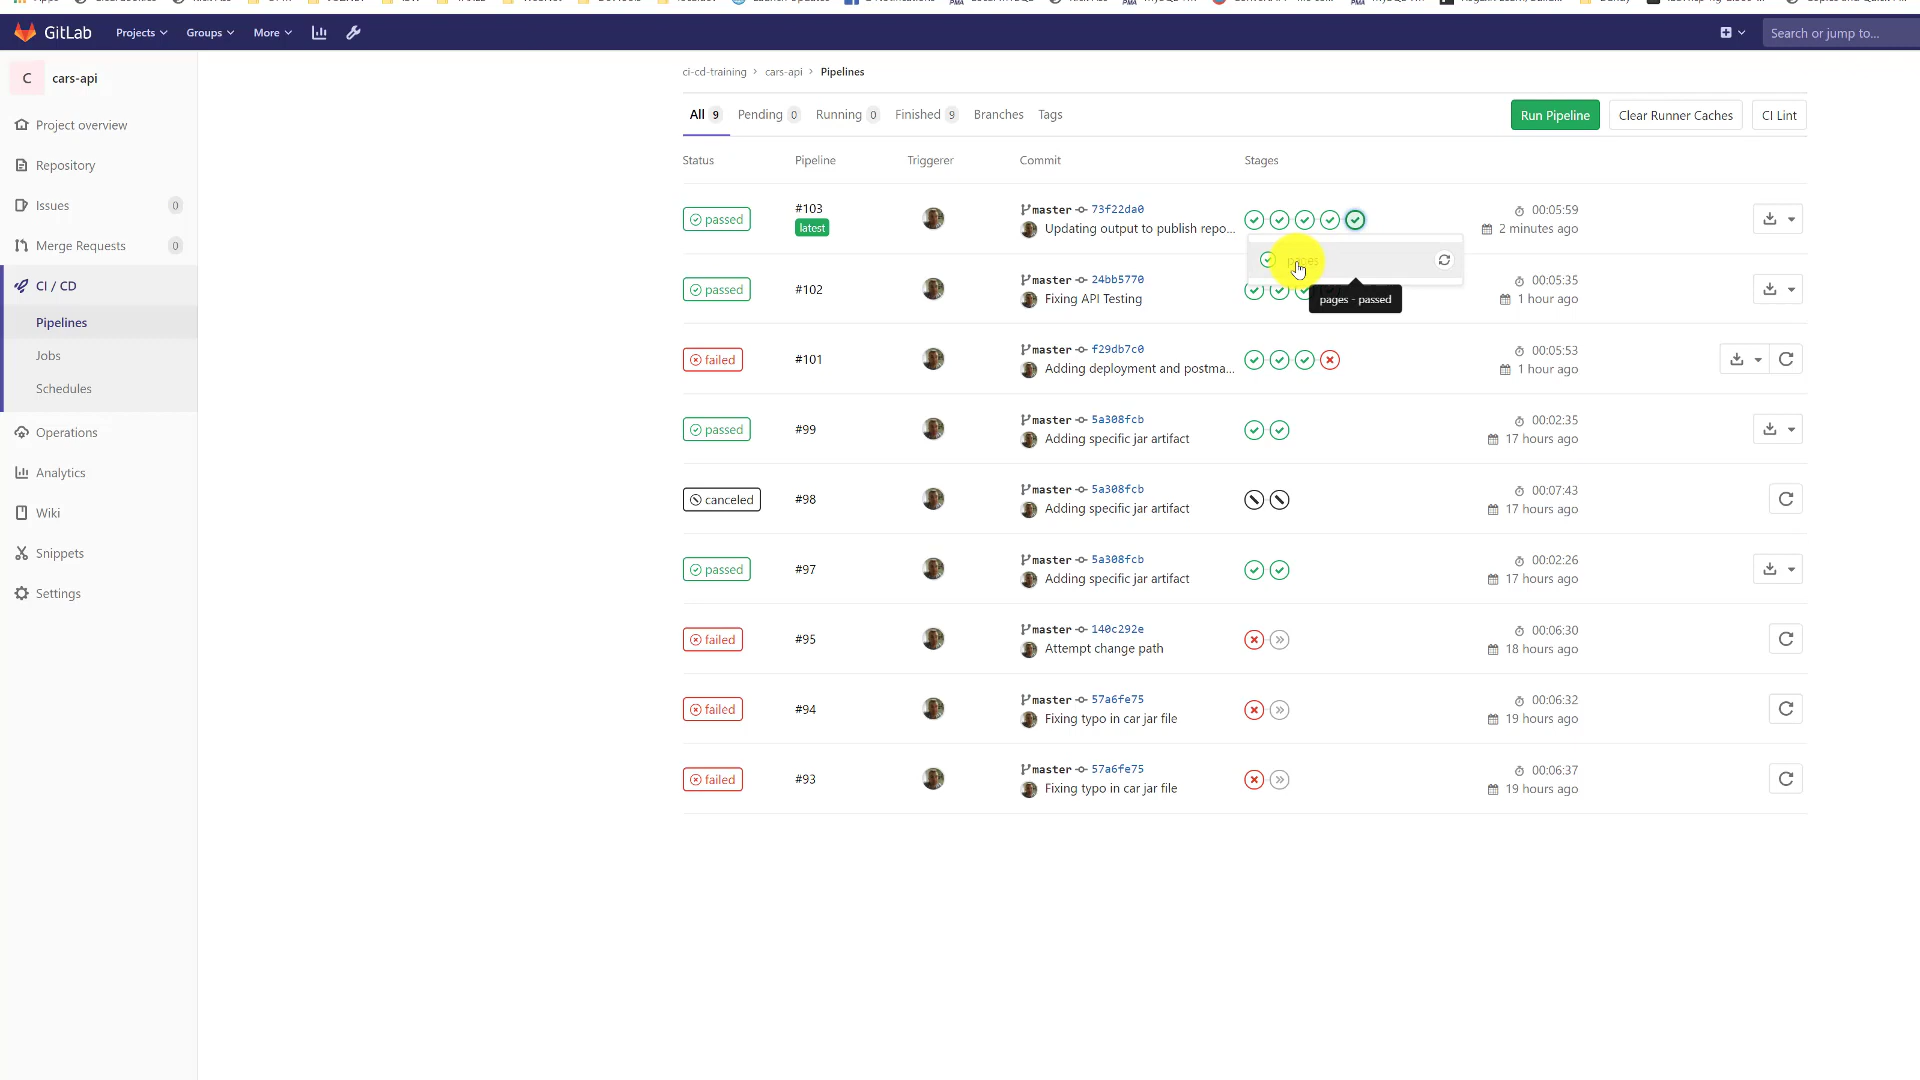 GitLab
Projects
Groups
More
Search or jump to...
C
cars-api
Project overview
Repository
Issues
0
Merge Requests
0
CI / CD
Pipelines
Jobs
Schedules
Operations
Analytics
Wiki
Snippets
Settings
ci-cd-training
cars-api
Pipelines
All 9
Pending 0
Running 0
Finished 9
Branches
Tags
Run Pipeline
Clear Runner Caches
CI Lint
Status
Pipeline
Triggerer
Commit
Stages
passed
#103
latest
master
73f22da0
Updating output to publish repo...
00:05:59
2 minutes ago
pages
pages - passed
passed
#102
master
24bb5770
Fixing API Testing
00:05:35
1 hour ago
failed
#101
master
f29db7c0
Adding deployment and postma...
00:05:53
1 hour ago
passed
#99
master
5a308fcb
Adding specific jar artifact
00:02:35
17 hours ago
canceled
#98
master
5a308fcb
Adding specific jar artifact
00:07:43
17 hours ago
passed
#97
master
5a308fcb
Adding specific jar artifact
00:02:26
17 hours ago
failed
#95
master
140c292e
Attempt change path
00:06:30
18 hours ago
failed
#94
master
57a6fe75
Fixing typo in car jar file
00:06:32
19 hours ago
failed
#93
master
57a6fe75
Fixing typo in car jar file
00:06:37
19 hours ago